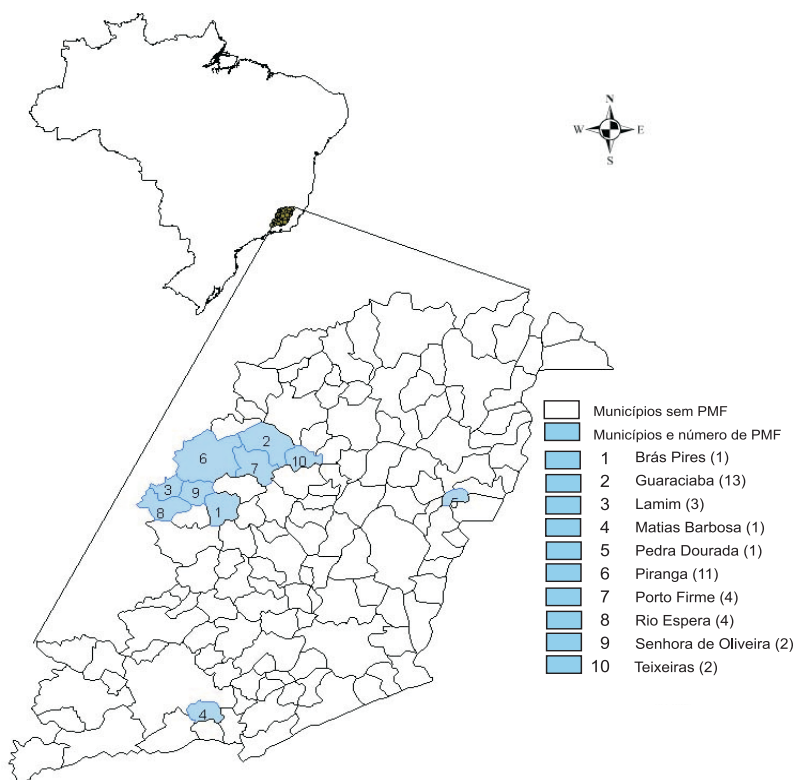 N
W E
S
Municípios sem PMF
Municípios e número de PMF
1 Brás Pires (1)
2 Guaraciaba (13)
3 Lamim (3)
4 Matias Barbosa (1)
5 Pedra Dourada (1)
6 Piranga (11)
7 Porto Firme (4)
8 Rio Espera (4)
9 Senhora de Oliveira (2)
10 Teixeiras (2)
2
6
7
10
3
9
8
1
5
4